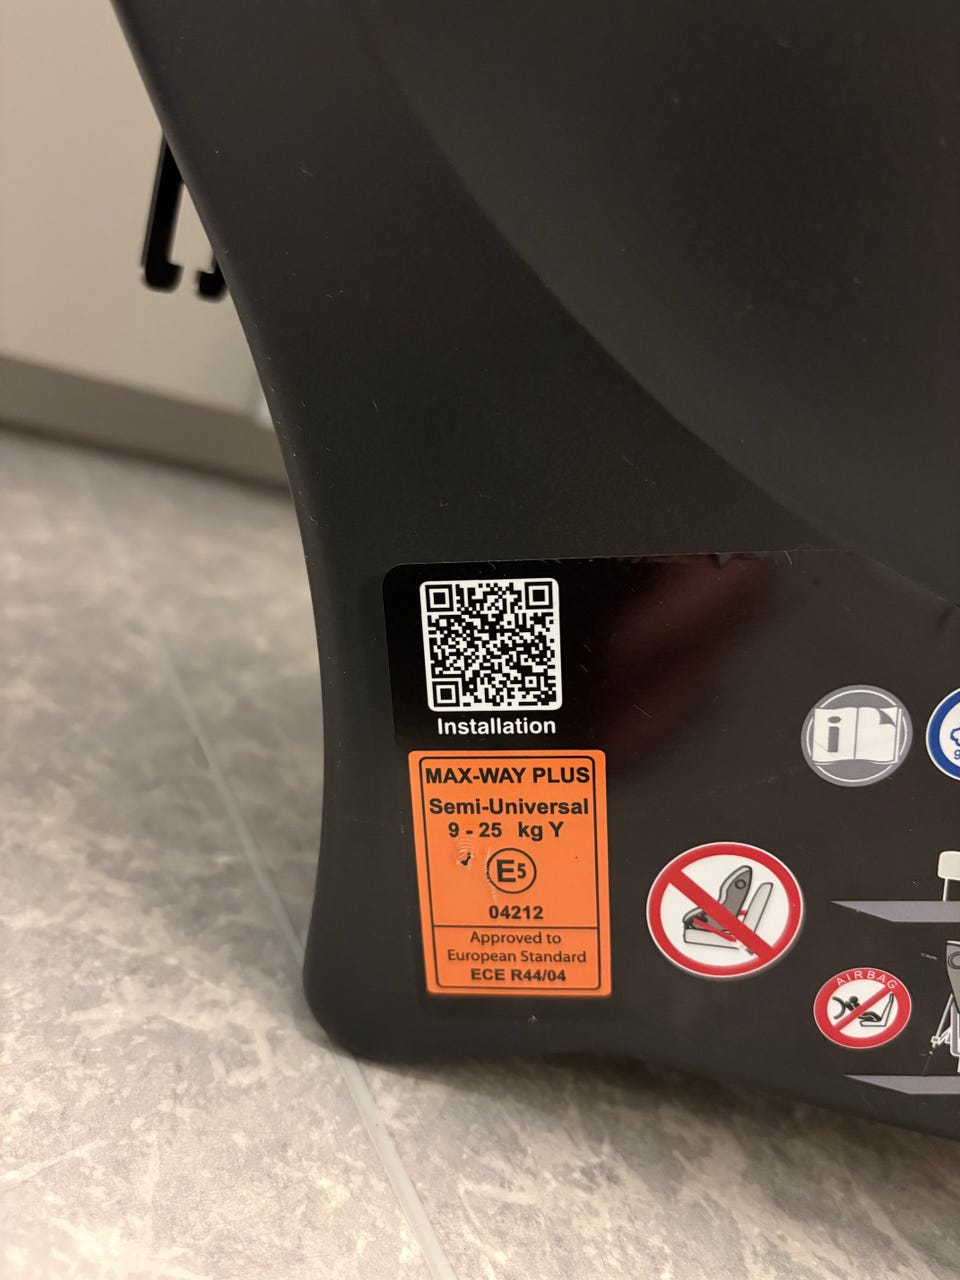 Installation
MAX-WAY PLUS
Semi-Universal
9 - 25 kg Y
E5
04212
Approved to
European Standard
ECE R44/04
i
AIRBAG
9